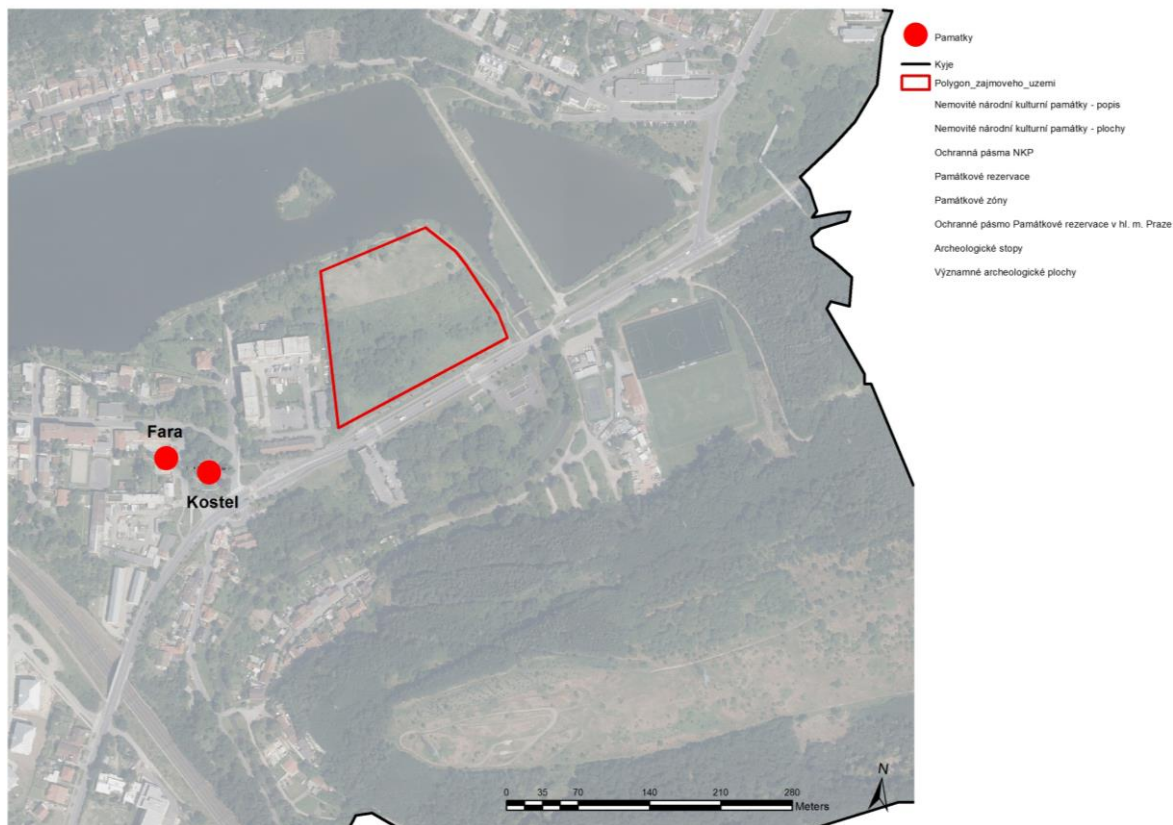 Pamatky
Kyje
Polygon_zajmoveho_uzemi
Nemovité národní kulturní památky - popis
Nemovité národní kulturní památky - plochy
Ochranná pásma NKP
Památkové rezervace
Památkové zóny
Ochranné pásmo Památkové rezervace v hl. m. Praze
Archeologické stopy
Významné archeologické plochy
Fara
Kostel
N
0 35 70 140 210 280
Meters